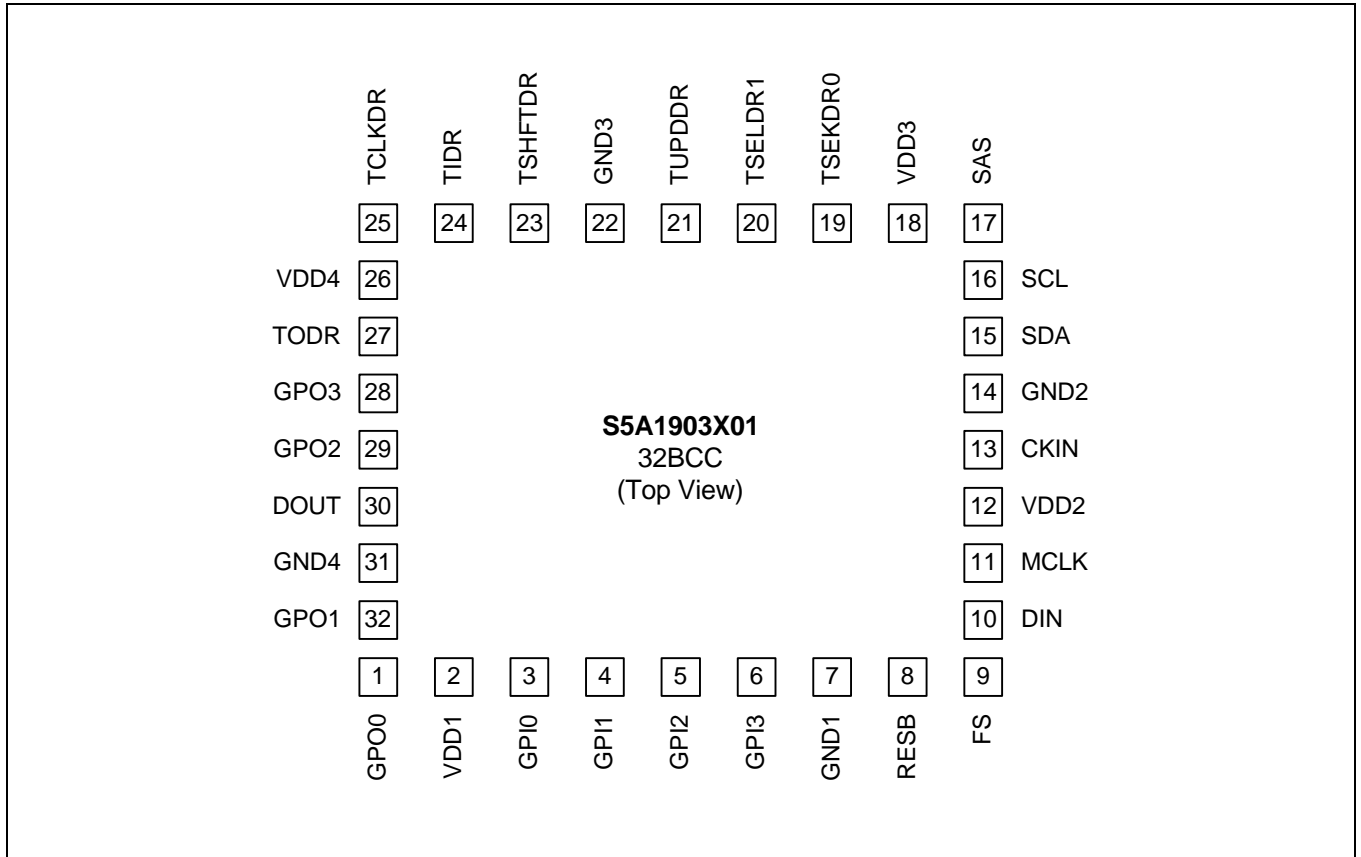 TCLKDR
TIDR
TSHFTDR
GND3
TUPDDR
TSELDR1
TSEKDR0
VDD3
SAS
25 24 23 22 21 20 19 18 17
VDD4 26
16 SCL
TODR 27
15 SDA
GPO3 28
14 GND2
GPO2 29
13 CKIN
DOUT 30
12 VDD2
GND4 31
11 MCLK
GPO1 32
10 DIN
S5A1903X01
32BCC
(Top View)
1 2 3 4 5 6 7 8 9
GPO0
VDD1
GPI0
GPI1
GPI2
GPI3
GND1
RESB
FS